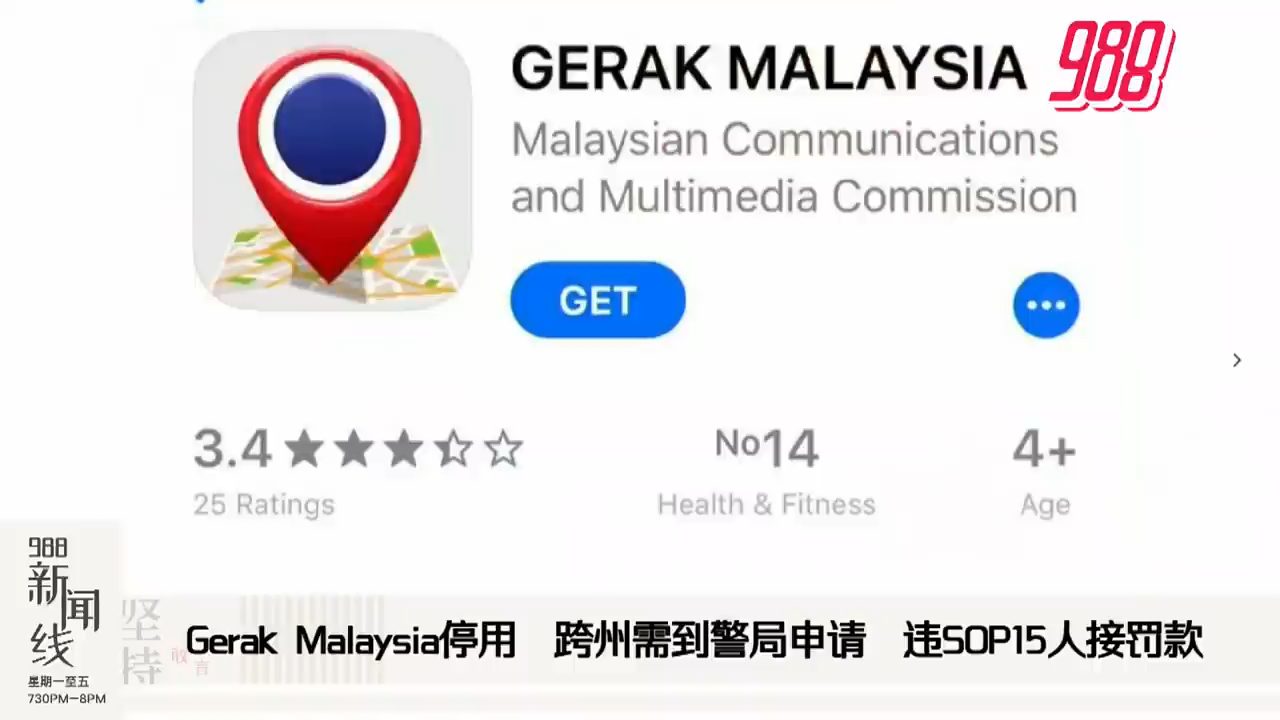 GERAK MALAYSIA
988
Malaysian Communications
and Multimedia Commission
GET
3.4
No14
4+
25 Ratings
Health & Fitness
Age
988
新闻线
星期一至五
730PM-8PM
坚持
Gerak Malaysia停用 跨州需到警局申请 违SOP15人接罚款